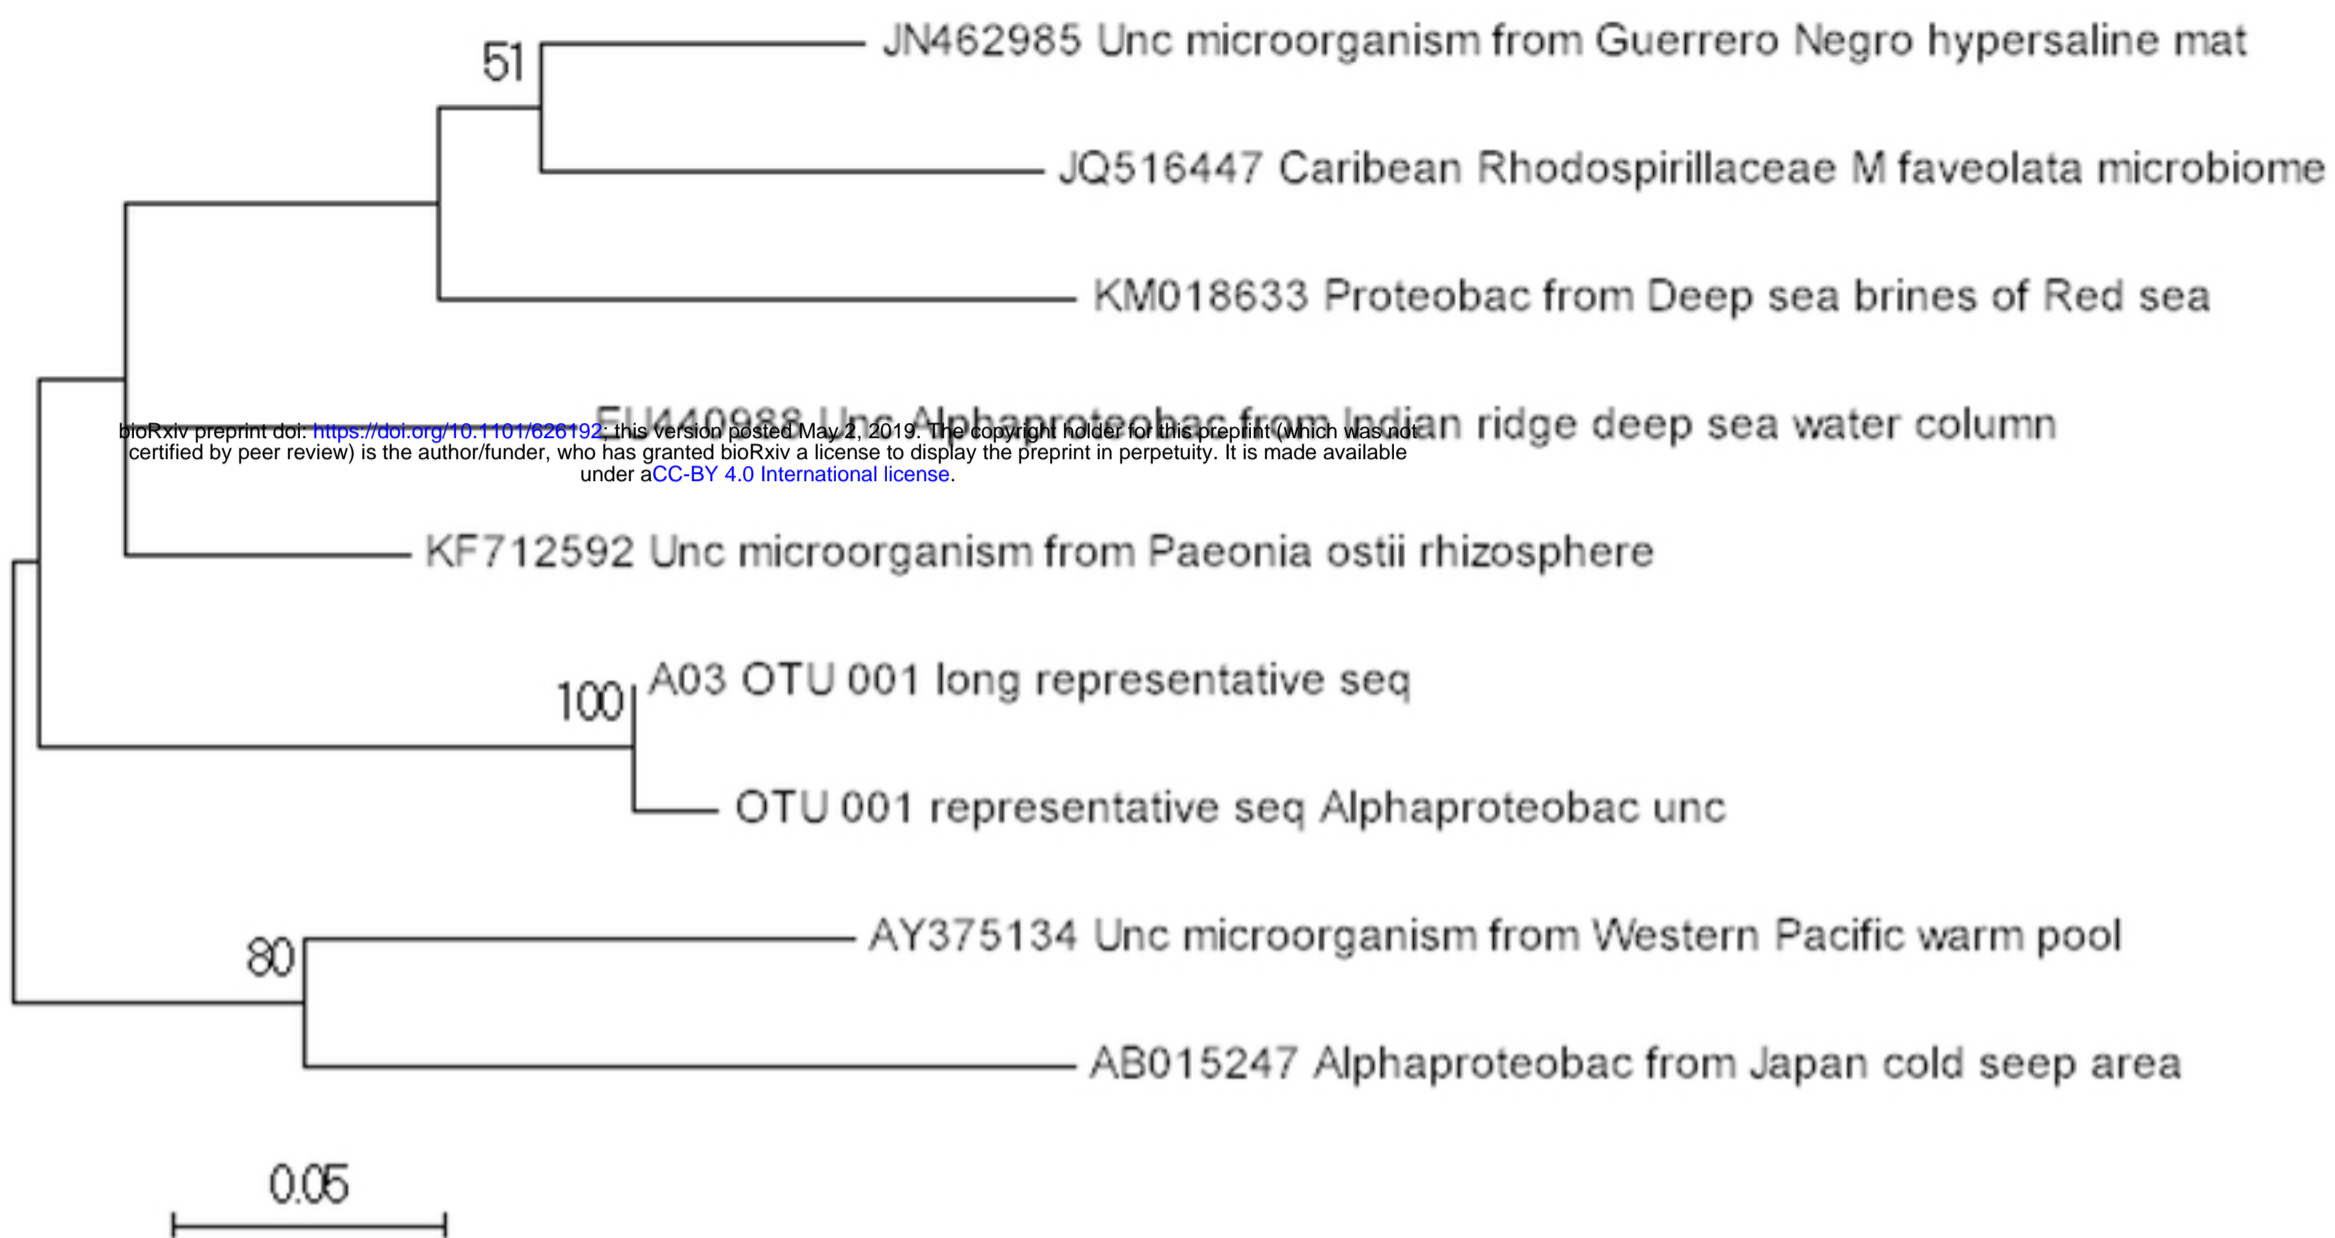 51
JN462985 Unc microorganism from Guerrero Negro hypersaline mat
JQ516447 Caribean Rhodospirillaceae M faveolata microbiome
KM018633 Proteobac from Deep sea brines of Red sea
EU440988 Unc Alphaproteobac from Indian ridge deep sea water column
bioRxiv preprint doi: https://doi.org/10.1101/626192; this version posted May 2, 2019. The copyright holder for this preprint (which was not
certified by peer review) is the author/funder, who has granted bioRxiv a license to display the preprint in perpetuity. It is made available
under aCC-BY 4.0 International license.
KF712592 Unc microorganism from Paeonia ostii rhizosphere
A03 OTU 001 long representative seq
100
OTU 001 representative seq Alphaproteobac unc
AY375134 Unc microorganism from Western Pacific warm pool
80
AB015247 Alphaproteobac from Japan cold seep area
0.05